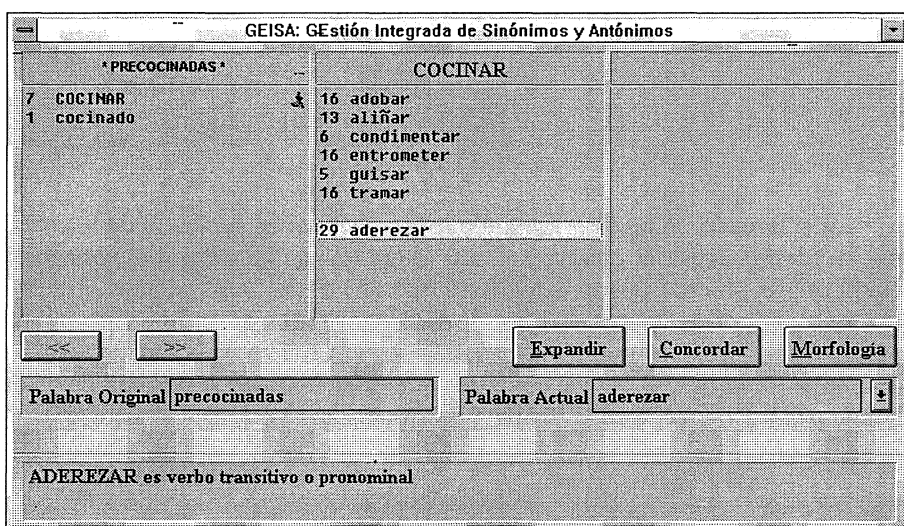 GEISA: GEstión Integrada de Sinónimos y Antónimos
* PRECOCINADAS *
COCINAR
7 COCINAR
1 cocinado
16 adobar
13 aliñar
6 condimentar
16 entrometer
5 guisar
16 tramar
29 aderezar
<< >> Expandir Concordar Morfología
Palabra Original precocinadas Palabra Actual aderezar
ADEREZAR es verbo transitivo o pronominal